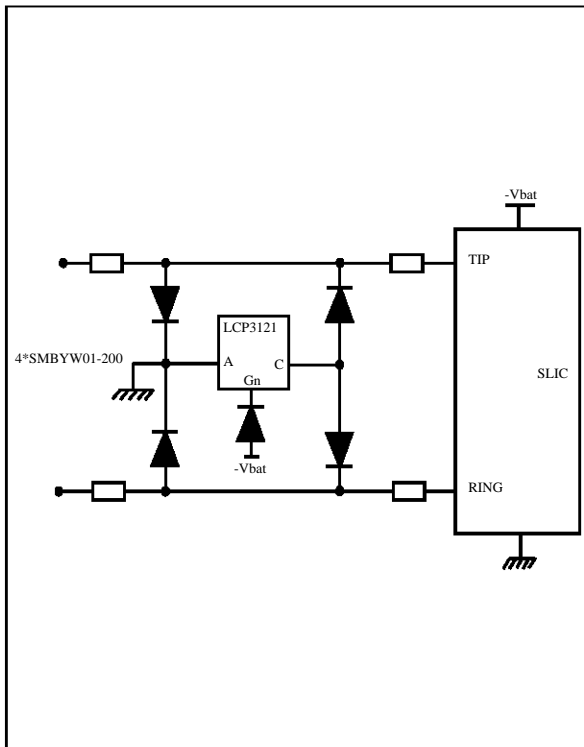 -Vbat
TIP
LCP3121
4*SMBYW01-200
A
C
SLIC
Gn
-Vbat
RING